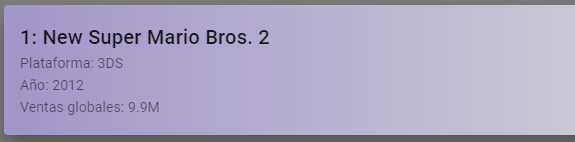 1: New Super Mario Bros. 2
Plataforma: 3DS
Año: 2012
Ventas globales: 9.9M